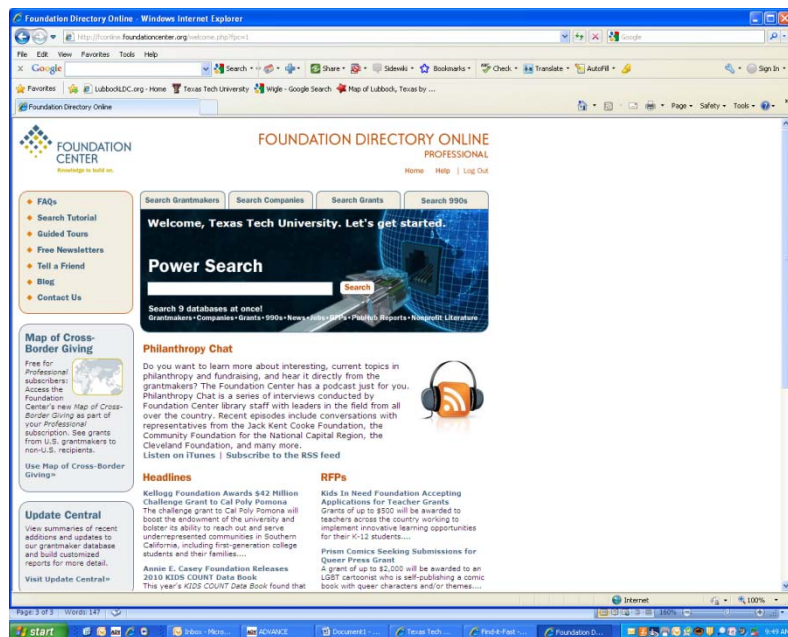 Foundation Directory Online - Windows Internet Explorer
http://fconline.foundationcenter.org/welcome.php?fpc=1
Google
File Edit View Favorites Tools Help
x Google Search Share Sidewiki Bookmarks Check Translate AutoFill Sign In
Favorites LubbockLDC.org - Home Texas Tech University Wigle - Google Search Map of Lubbock, Texas by ...
Foundation Directory Online
Page Safety Tools
FOUNDATION
CENTER
Knowledge to build on.
FOUNDATION DIRECTORY ONLINE
PROFESSIONAL
Home Help | Log Out
FAQs
Search Tutorial
Guided Tours
Free Newsletters
Tell a Friend
Blog
Contact Us
Search Grantmakers Search Companies Search Grants Search 990s
Welcome, Texas Tech University. Let's get started.
Power Search
Search
Search 9 databases at once!
Grantmakers•Companies•Grants•990s•News•Jobs•RFPs•PubHub Reports•Nonprofit Literature
Map of Cross-
Border Giving
Free for
Professional
subscribers:
Access the
Foundation
Center's new Map of Cross-
Border Giving as part of
your Professional
subscription. See grants
from U.S. grantmakers to
non-U.S. recipients.
Use Map of Cross-Border
Giving»
Update Central
View summaries of recent
additions and updates to
our grantmaker database
and build customized
reports for more detail.
Visit Update Central»
Philanthropy Chat
Do you want to learn more about interesting, current topics in
philanthropy and fundraising, and hear it directly from the
grantmakers? The Foundation Center has a podcast just for you.
Philanthropy Chat is a series of interviews conducted by
Foundation Center library staff with leaders in the field from all
over the country. Recent episodes include conversations with
representatives from the Jack Kent Cooke Foundation, the
Community Foundation for the National Capital Region, the
Cleveland Foundation, and many more.
Listen on iTunes | Subscribe to the RSS feed
Headlines
Kellogg Foundation Awards $42 Million
Challenge Grant to Cal Poly Pomona
The challenge grant to Cal Poly Pomona will
boost the endowment of the university and
bolster its ability to reach out and serve
underrepresented communities in Southern
California, including first-generation college
students and their families....
Annie E. Casey Foundation Releases
2010 KIDS COUNT Data Book
This year's KIDS COUNT Data Book found that
RFPs
Kids In Need Foundation Accepting
Applications for Teacher Grants
Grants of up to $500 will be awarded to
teachers across the country working to
implement innovative learning opportunities
for their K-12 students....
Prism Comics Seeking Submissions for
Queer Press Grant
A grant of up to $2,000 will be awarded to an
LGBT cartoonist who is self-publishing a comic
book with queer characters and/or themes....
Internet 100%
Page: 3 of 3 Words: 147 160%
start Inbox - Micro... ADVANCE Document1 - ... Texas Tech ... Find-it-Fast -... Foundation D... 9:49 AM